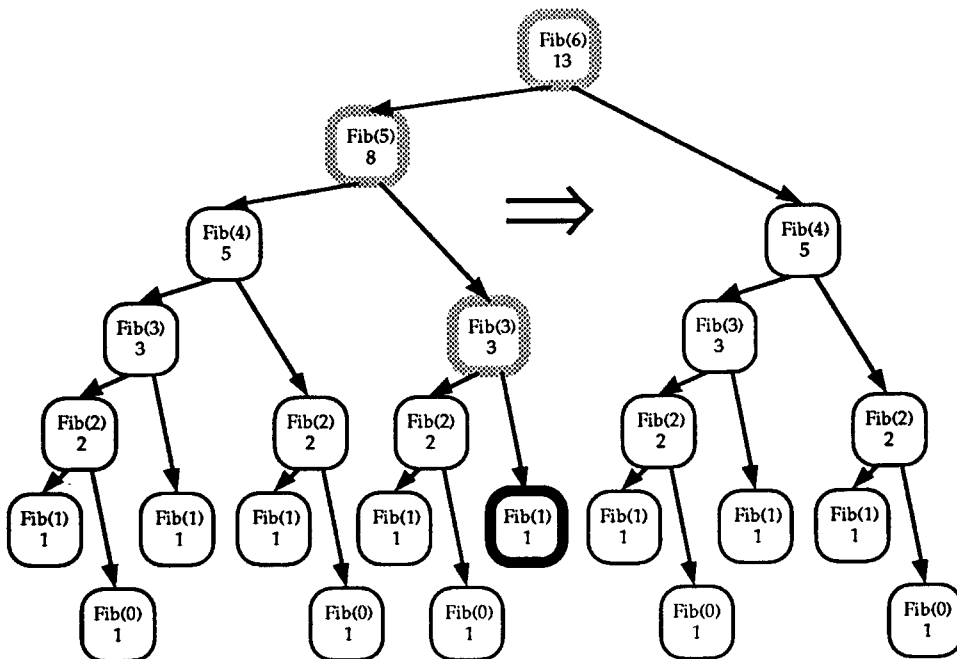 Fib(6)
13
Fib(5)
8
Fib(4)
5
Fib(4)
5
Fib(3)
3
Fib(3)
3
Fib(3)
3
Fib(2)
2
Fib(2)
2
Fib(2)
2
Fib(2)
2
Fib(2)
2
Fib(1)
1
Fib(1)
1
Fib(1)
1
Fib(1)
1
Fib(1)
1
Fib(1)
1
Fib(1)
1
Fib(1)
1
Fib(0)
1
Fib(0)
1
Fib(0)
1
Fib(0)
1
Fib(0)
1